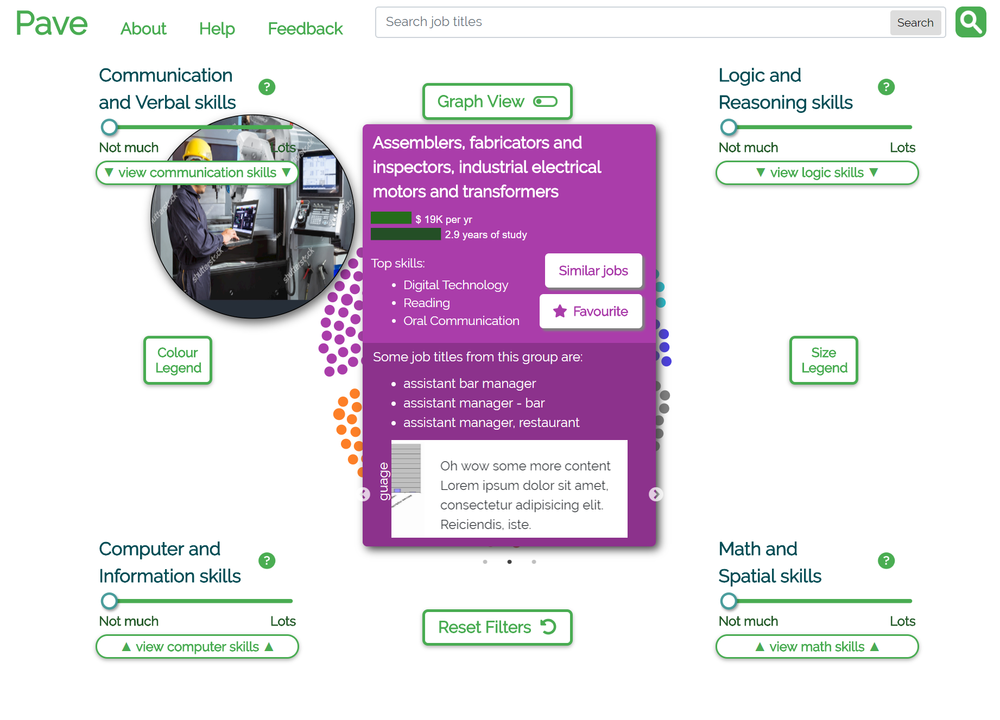 Pave
About
Help
Feedback
Search job titles
Search
Communication
and Verbal skills
?
Not much
Lots
▼ view communication skills ▼
Graph View
Logic and
Reasoning skills
?
Not much
Lots
▼ view logic skills ▼
Assemblers, fabricators and
inspectors, industrial electrical
motors and transformers
$ 19K per yr
2.9 years of study
Top skills:
• Digital Technology
• Reading
• Oral Communication
Similar jobs
Favourite
Some job titles from this group are:
• assistant bar manager
• assistant manager - bar
• assistant manager, restaurant
guage
Oh wow some more content
Lorem ipsum dolor sit amet,
consectetur adipisicing elit.
Reiciendis, iste.
shutterstock
shutterstock
shutterstock
Colour
Legend
Size
Legend
Computer and
Information skills
?
Not much
Lots
▲ view computer skills ▲
Reset Filters
Math and
Spatial skills
?
Not much
Lots
▲ view math skills ▲